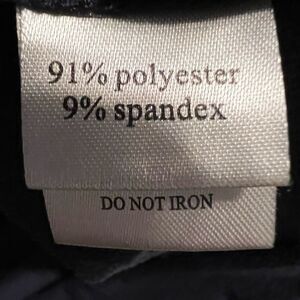 91% polyester
9% spandex
DO NOT IRON